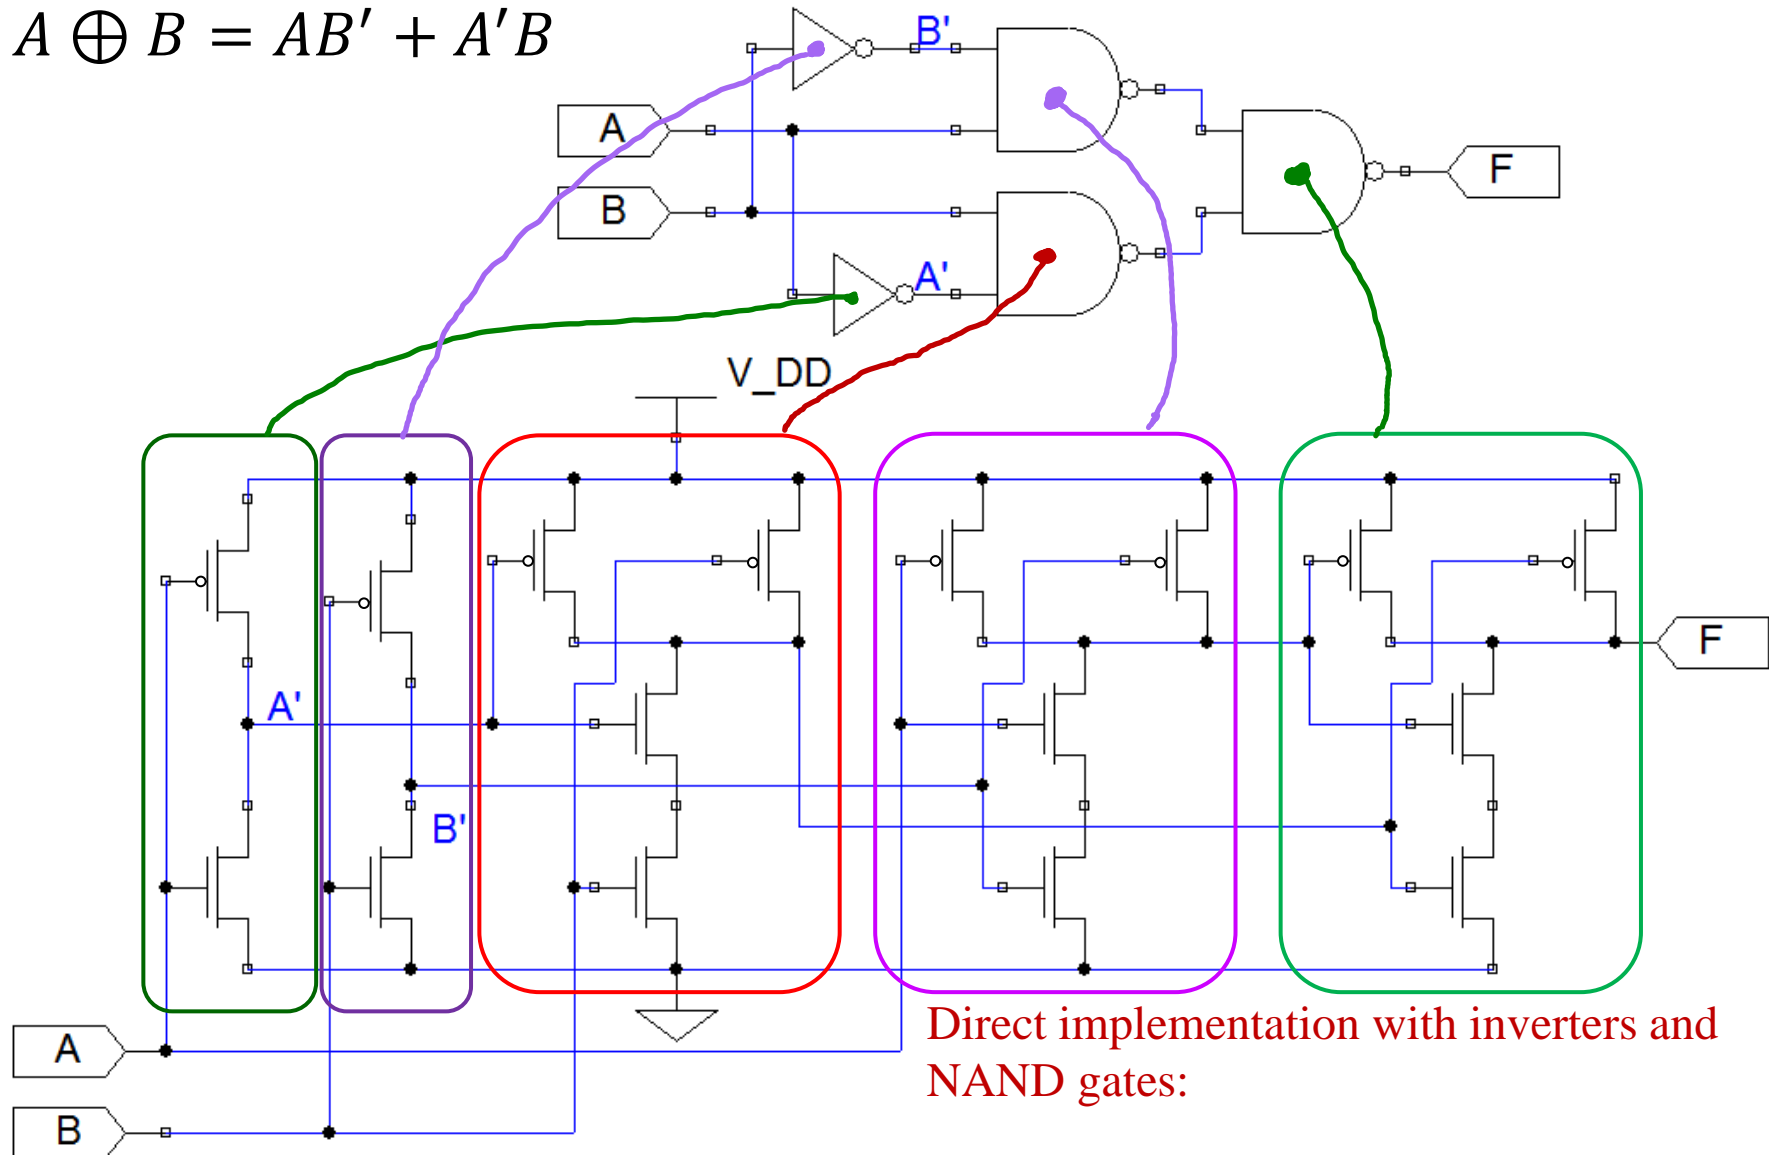 A ⊕ B = AB' + A'B
B'
A
B
F
A'
V_DD
A'
F
B'
Direct implementation with inverters and
NAND gates:
A
B